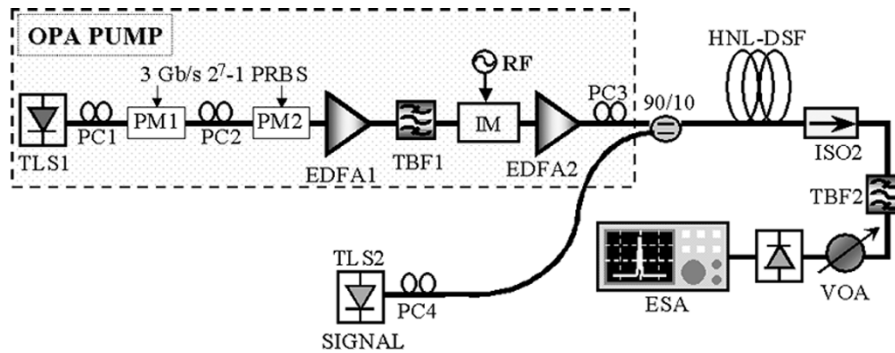 OPA PUMP
3 Gb/s 2⁷-1 PRBS
RF
HNL-DSF
PC3
90/10
TLS1
PC1
PM1
PC2
PM2
EDFA1
TBF1
IM
EDFA2
ISO2
TBF2
TLS2
PC4
SIGNAL
ESA
VOA